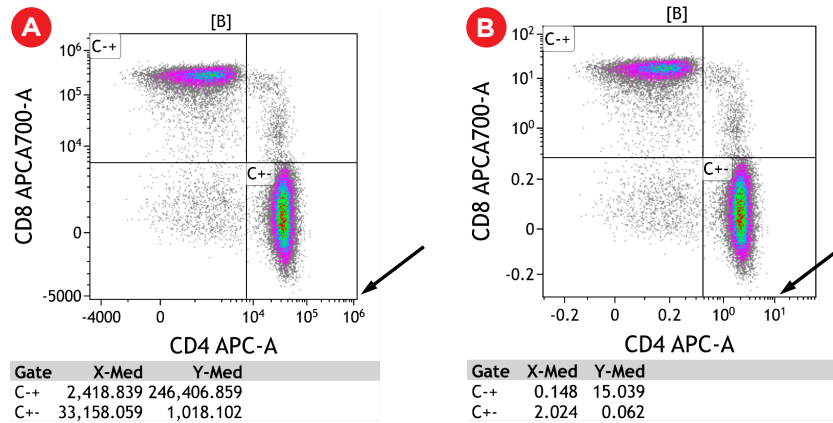 A
[B]
C-+
10⁶
10⁵
10⁴
0
-5000
CD8 APCA700-A
C+-
-4000 0 10⁴ 10⁵ 10⁶
CD4 APC-A
Gate X-Med Y-Med
C-+ 2,418.839 246,406.859
C+- 33,158.059 1,018.102
B
[B]
C-+
10²
10¹
10⁰
0.2
0
-0.2
CD8 APCA700-A
C+-
-0.2 0 0.2 10⁰ 10¹
CD4 APC-A
Gate X-Med Y-Med
C-+ 0.148 15.039
C+- 2.024 0.062